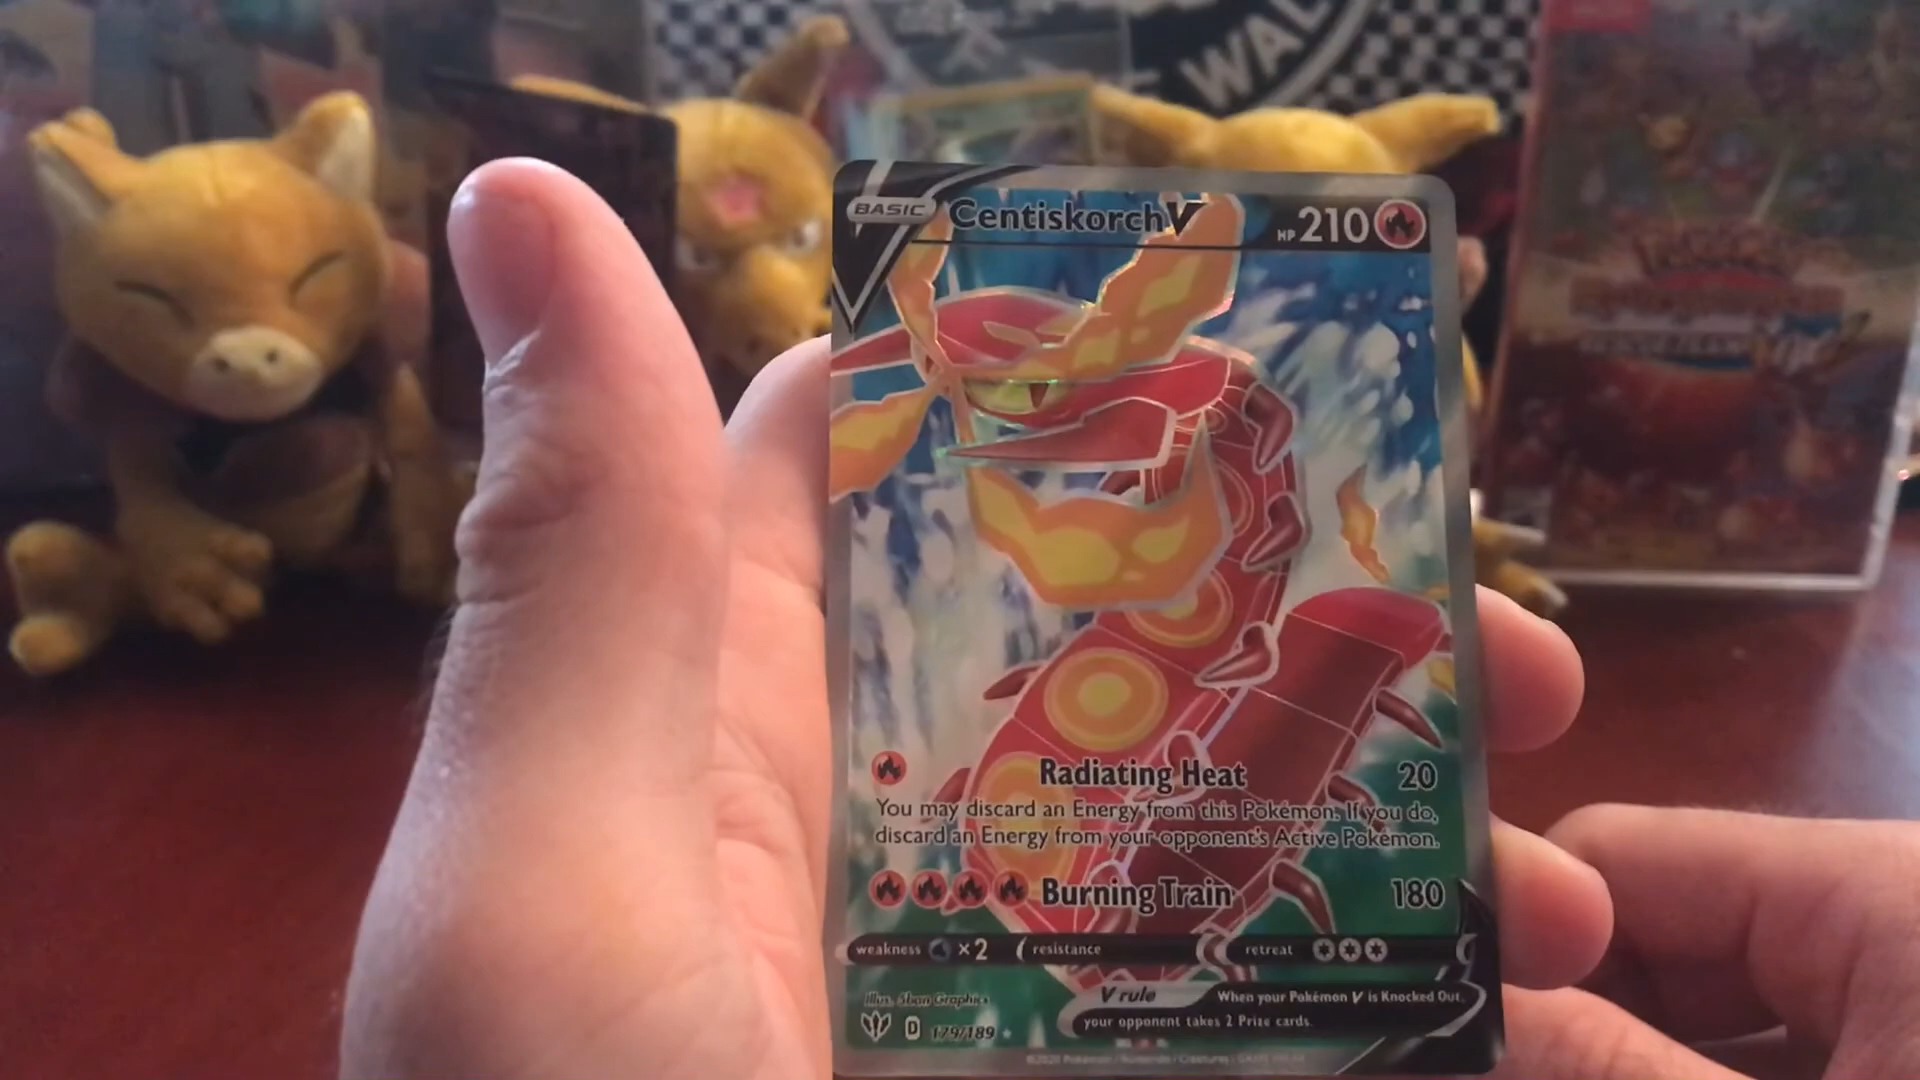 WAL
BASIC Centiskorch V HP 210
Radiating Heat 20
You may discard an Energy from this Pokémon. If you do,
discard an Energy from your opponent's Active Pokémon.
Burning Train 180
weakness ×2 resistance retreat
Illus. Shan Graphics
V rule When your Pokémon V is Knocked Out,
your opponent takes 2 Prize cards.
D 179/189
©2020 Pokémon / Nintendo / Creatures / GAME FREAK